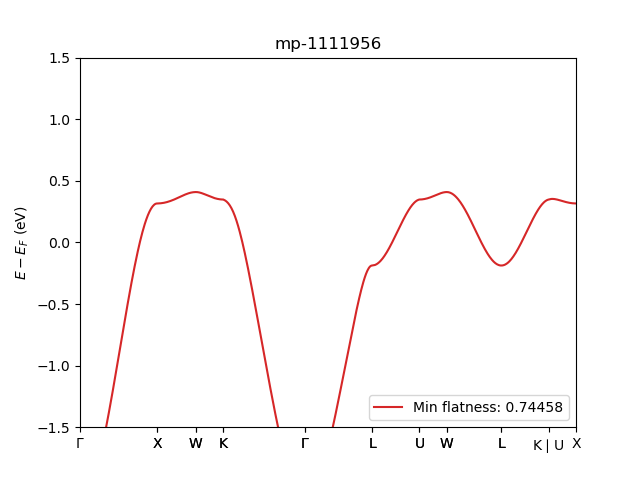 mp-1111956
1.5
1.0
0.5
0.0
−0.5
−1.0
−1.5
E − E_F (eV)
Min flatness: 0.74458
Γ X W K Γ L U W L K | U X